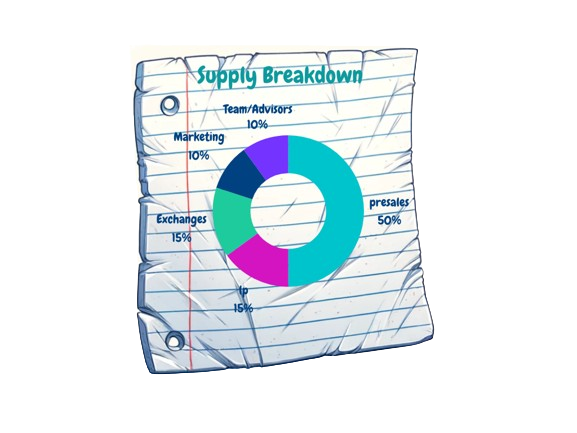 Supply Breakdown
Team/Advisors
10%
Marketing
10%
presales
50%
Exchanges
15%
lp
15%